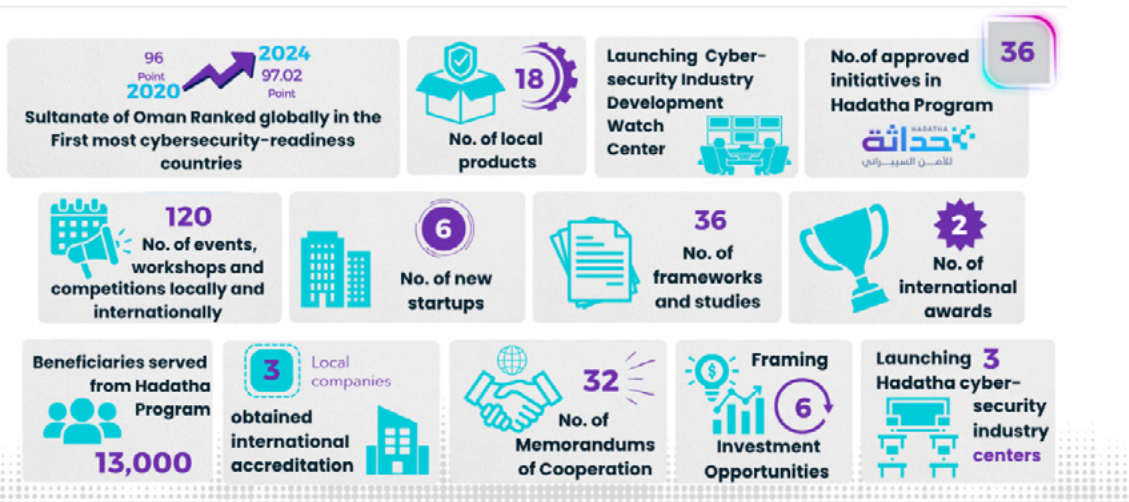 96
Point
2020
2024
97.02
Point
Sultanate of Oman Ranked globally in the
First most cybersecurity-readiness
countries
18
No. of local
products
Launching Cyber-
security Industry
Development
Watch
Center
No.of approved
initiatives in
Hadatha Program
36
HADATHA
حداثة
للأمن السيبراني
120
No. of events,
workshops and
competitions locally and
internationally
6
No. of new
startups
36
No. of
frameworks
and studies
2
No. of
international
awards
Beneficiaries served
from Hadatha
Program
13,000
3
Local
companies
obtained
international
accreditation
32
No. of
Memorandums
of Cooperation
Framing
6
Investment
Opportunities
Launching 3
Hadatha cyber-
security
industry
centers